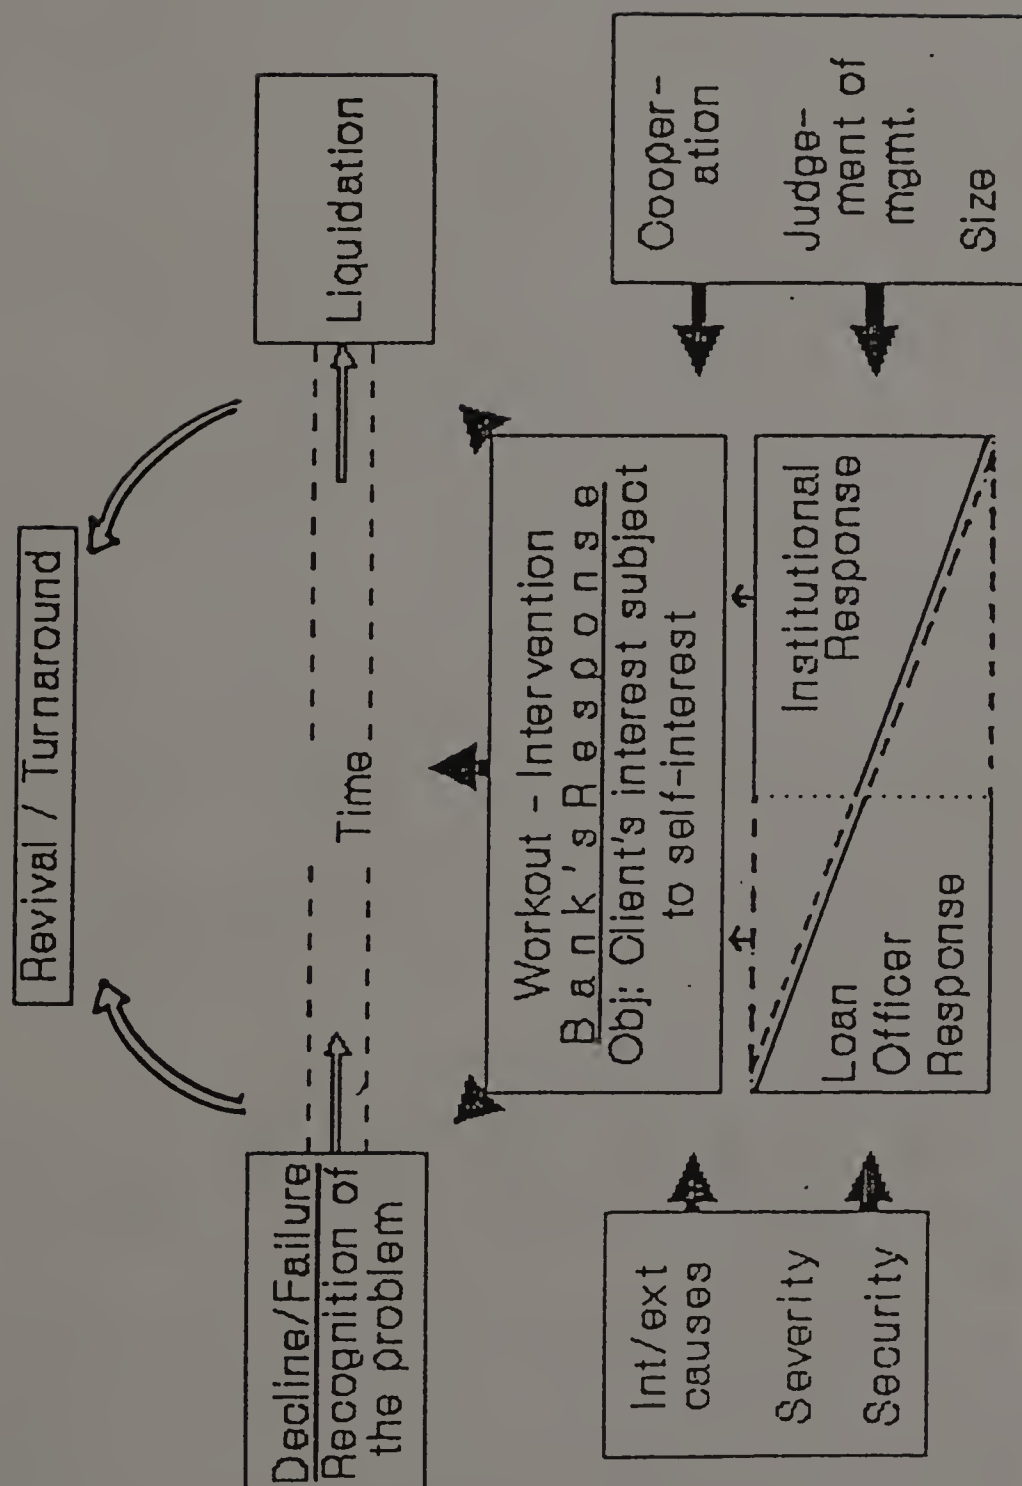 Revival / Turnaround
Decline/Failure
Recognition of
the problem
Time
Liquidation
Workout - Intervention
Bank's Response
Obj: Client's interest subject
to self-interest
Int/ext
causes
Severity
Security
Loan
Officer
Response
Institutional
Response
Cooper-
ation
Judge-
ment of
mgmt.
Size